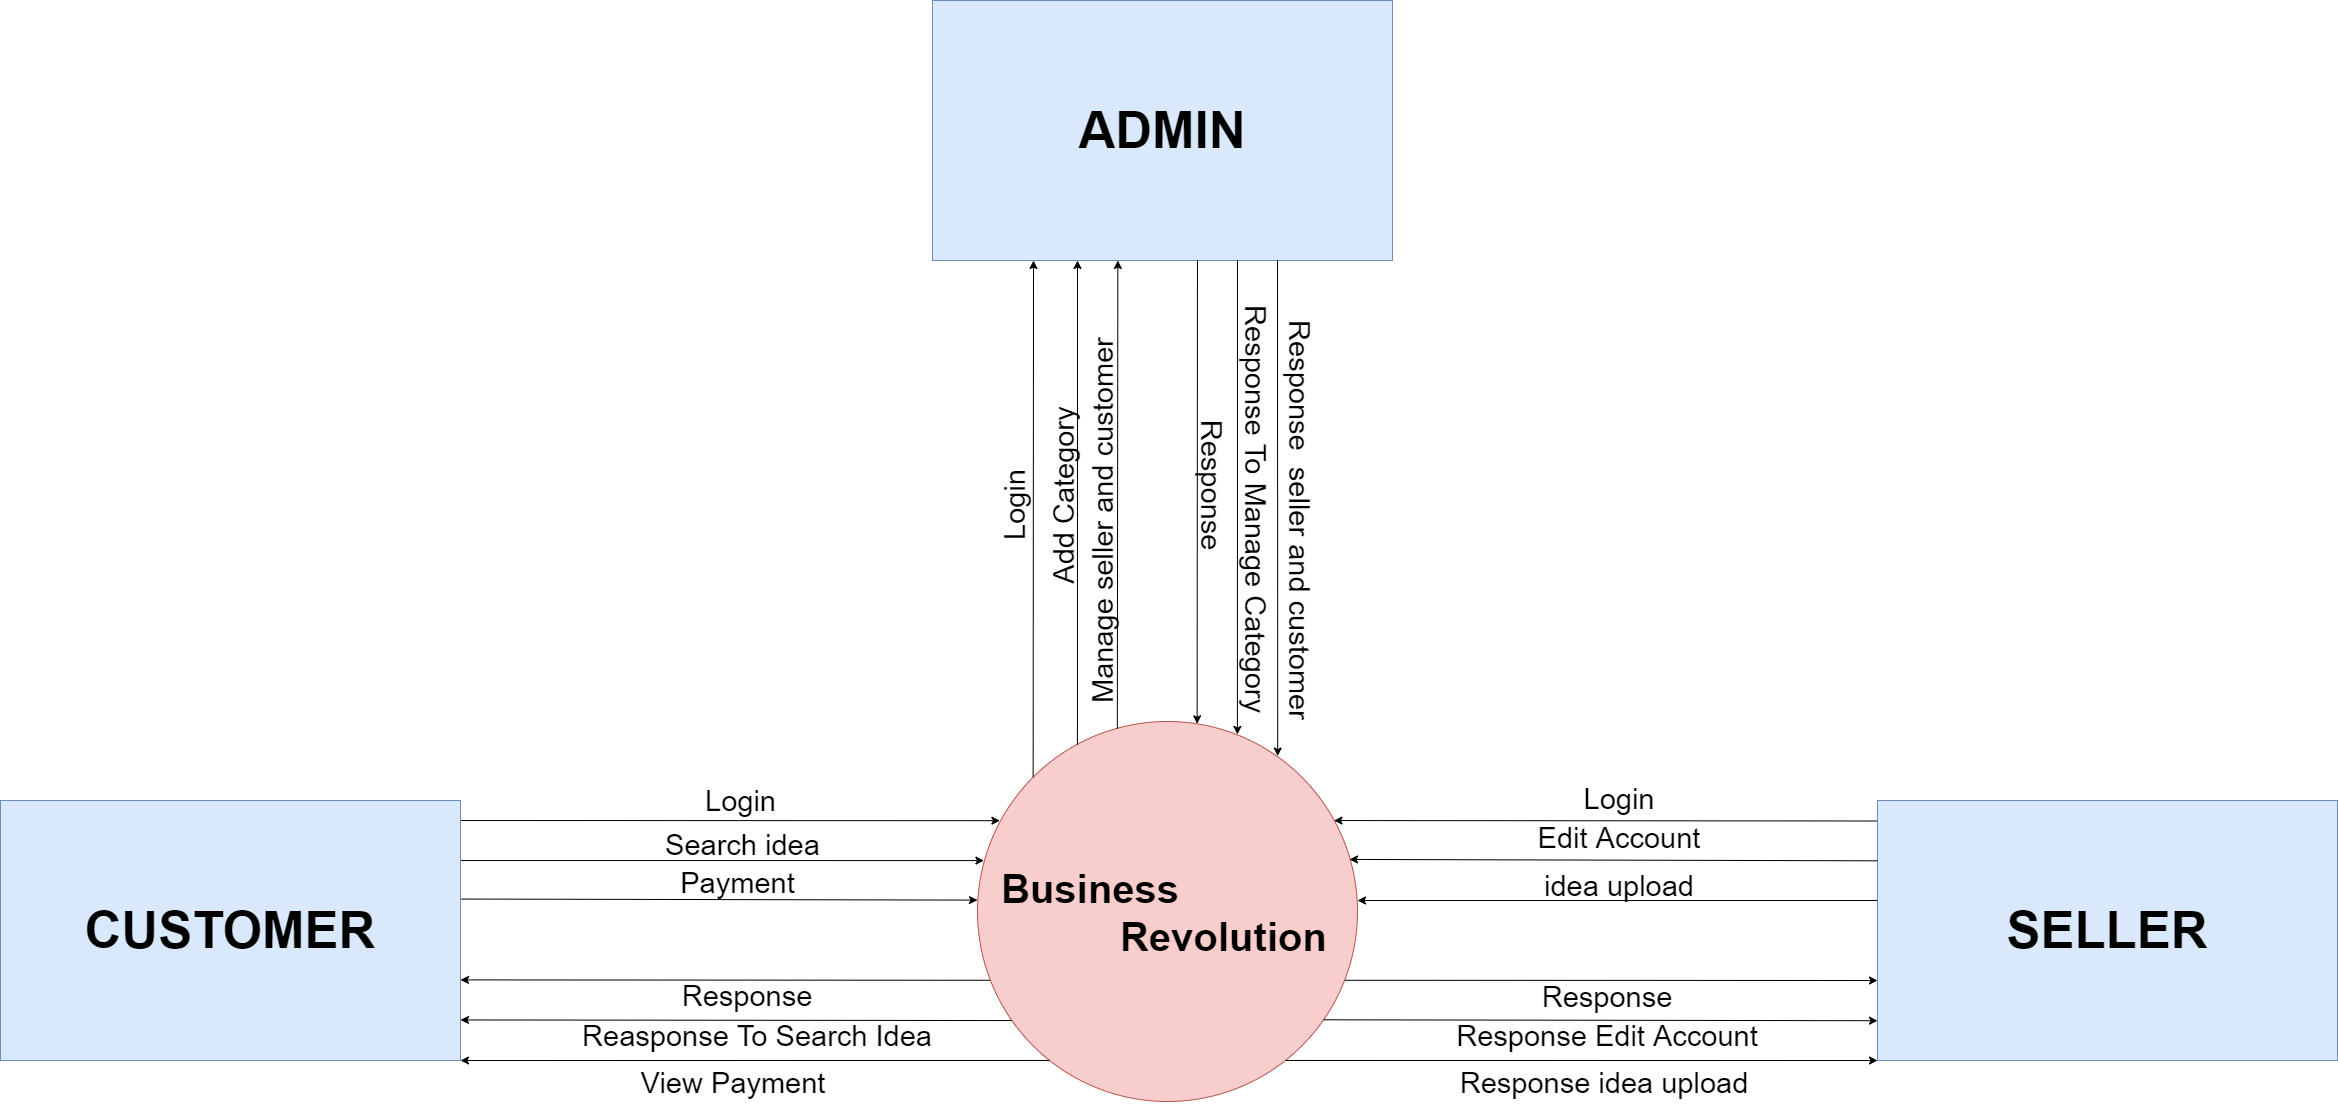 ADMIN
Login
Add Category
Manage seller and customer
Response
Response To Manage Category
Response seller and customer
Login
Search idea
Payment
CUSTOMER
Response
Reasponse To Search Idea
View Payment
Business
Revolution
Login
Edit Account
idea upload
SELLER
Response
Response Edit Account
Response idea upload